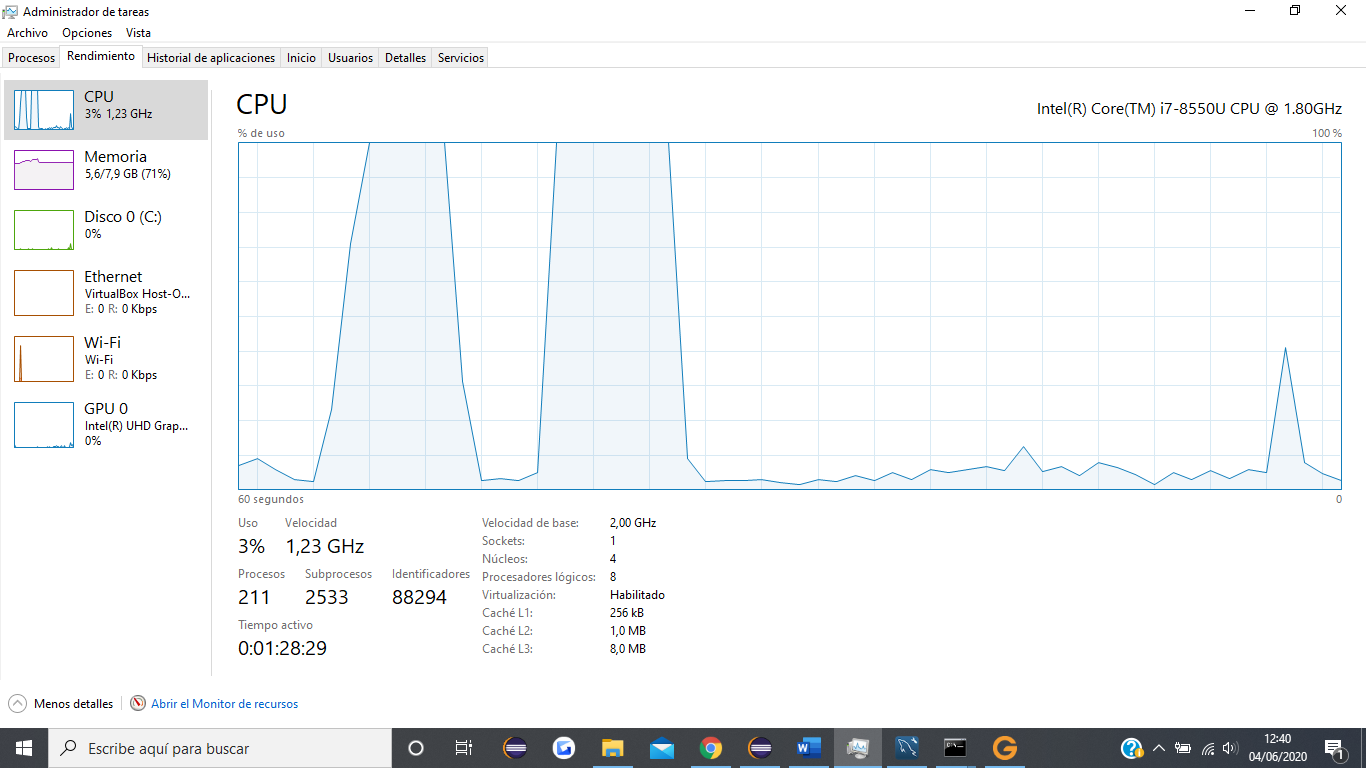 Administrador de tareas
Archivo Opciones Vista
Procesos Rendimiento Historial de aplicaciones Inicio Usuarios Detalles Servicios
CPU
3% 1,23 GHz
Memoria
5,6/7,9 GB (71%)
Disco 0 (C:)
0%
Ethernet
VirtualBox Host-O...
E: 0 R: 0 Kbps
Wi-Fi
Wi-Fi
E: 0 R: 0 Kbps
GPU 0
Intel(R) UHD Grap...
0%
CPU
Intel(R) Core(TM) i7-8550U CPU @ 1.80GHz
% de uso 100 %
60 segundos 0
Uso Velocidad
3% 1,23 GHz
Procesos Subprocesos Identificadores
211 2533 88294
Tiempo activo
0:01:28:29
Velocidad de base: 2,00 GHz
Sockets: 1
Núcleos: 4
Procesadores lógicos: 8
Virtualización: Habilitado
Caché L1: 256 kB
Caché L2: 1,0 MB
Caché L3: 8,0 MB
Menos detalles Abrir el Monitor de recursos
Escribe aquí para buscar
12:40
04/06/2020
1